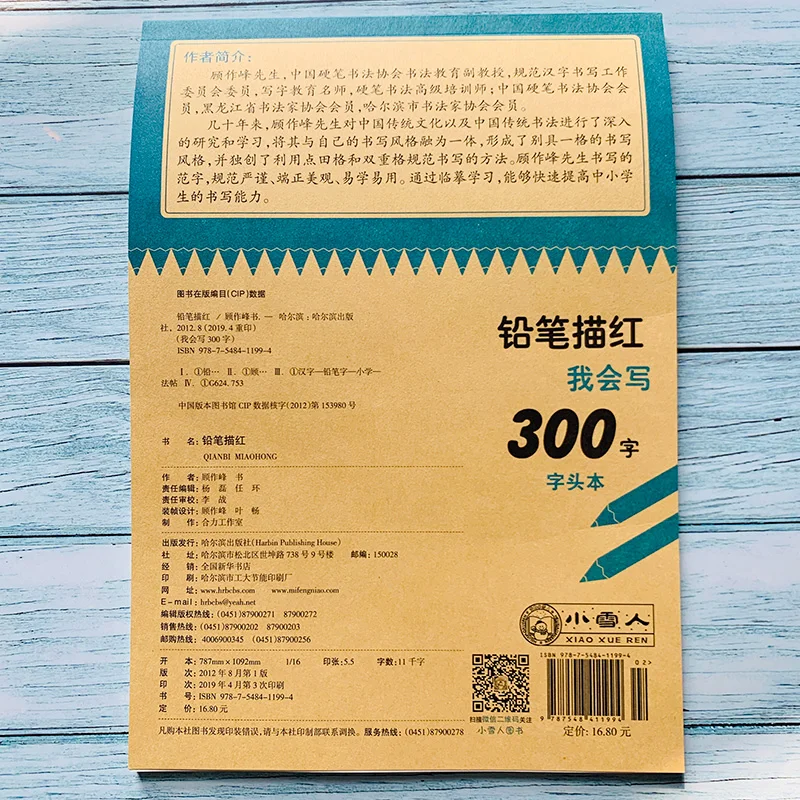 作者简介：
顾作峰先生，中国硬笔书法协会书法教育副教授，规范汉字书写工作
委员会委员，写字教育名师，硬笔书法高级培训师；中国硬笔书法协会会
员，黑龙江省书法家协会会员，哈尔滨市书法家协会会员。
几十年来，顾作峰先生对中国传统文化以及中国传统书法进行了深入
的研究和学习，将其与自己的书写风格融为一体，形成了别具一格的书写
风格，并独创了利用点田格和双重格规范书写的方法。顾作峰先生书写的
范字，规范严谨、端正美观、易学易用。通过临摹学习，能够快速提高中小学
生的书写能力。
图书在版编目（CIP）数据
铅笔描红 / 顾作峰书. — 哈尔滨：哈尔滨出版
社，2012.8（2019.4重印）
（我会写300字）
ISBN 978-7-5484-1199-4
Ⅰ.①铅… Ⅱ.①顾… Ⅲ.①汉字—铅笔字—小学—
法帖 Ⅳ.①G624.753
中国版本图书馆CIP数据核字（2012）第153980号
书 名：铅笔描红
QIANBI MIAOHONG
作 者：顾作峰 书
责任编辑：杨 磊 任 环
责任审校：李 战
装帧设计：顾作峰 叶 畅
制 作：合力工作室
出版发行：哈尔滨出版社（Harbin Publishing House）
社 址：哈尔滨市松北区世坤路738号9号楼 邮编：150028
经 销：全国新华书店
印 刷：哈尔滨市工大节能印刷厂
网 址：www.hrbcbs.com www.mifengniao.com
E-mail：hrbcbs@yeah.net
编辑版权热线：（0451）87900271 87900272
销售热线：（0451）87900202 87900203
邮购热线：4006900345 （0451）87900256
开 本：787mm×1092mm 1/16 印张：5.5 字数：11千字
版 次：2012年8月第1版
印 次：2019年4月第3次印刷
书 号：ISBN 978-7-5484-1199-4
定 价：16.80元
凡购本社图书发现印装错误，请与本社印制部联系调换。服务热线：（0451）87900278
铅笔描红
我会写
300字
字头本
小雪人
XIAO XUE REN
ISBN 978-7-5484-1199-4
02>
9 787548 411994
定价：16.80元
扫描微信二维码关注
小雪人图书